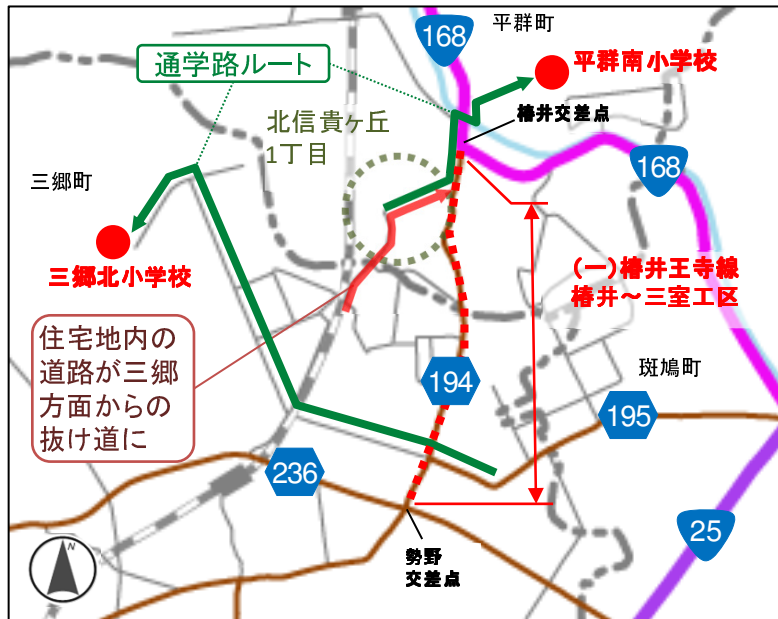 平群町
168
平群南小学校
通学路ルート
椿井交差点
北信貴ヶ丘
1丁目
168
三郷町
三郷北小学校
(一)椿井王寺線
椿井～三室工区
住宅地内の
道路が三郷
方面からの
抜け道に
194
斑鳩町
195
236
25
N
勢野
交差点